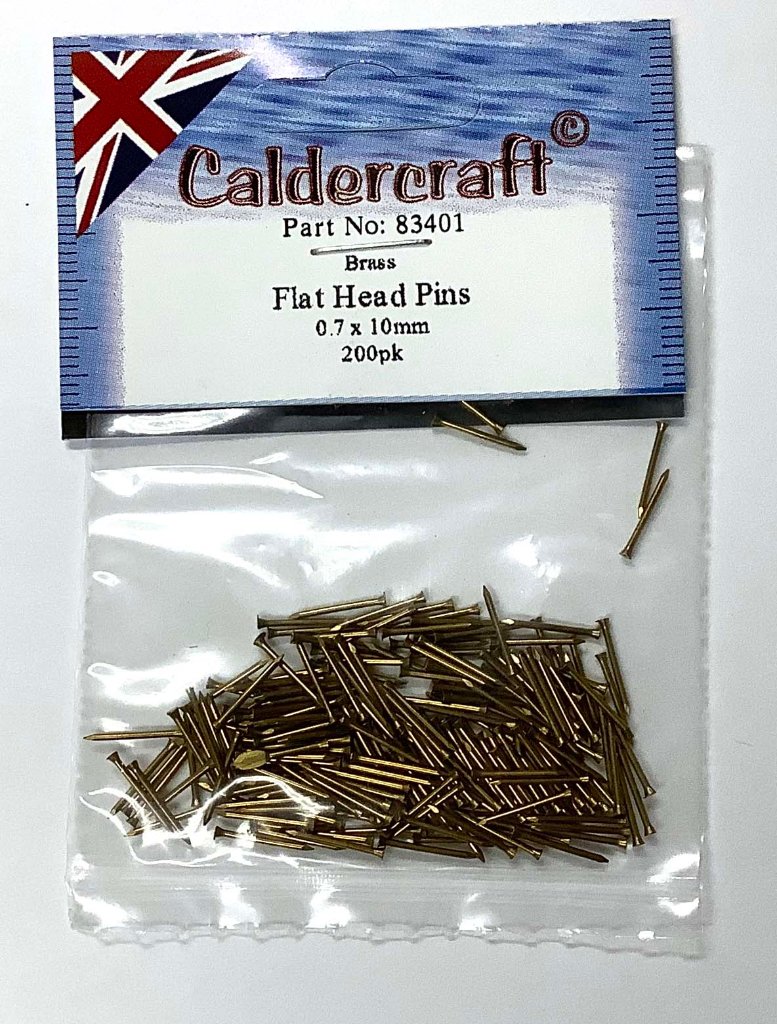 Caldercraft©
Part No: 83401
Brass
Flat Head Pins
0.7 x 10mm
200pk